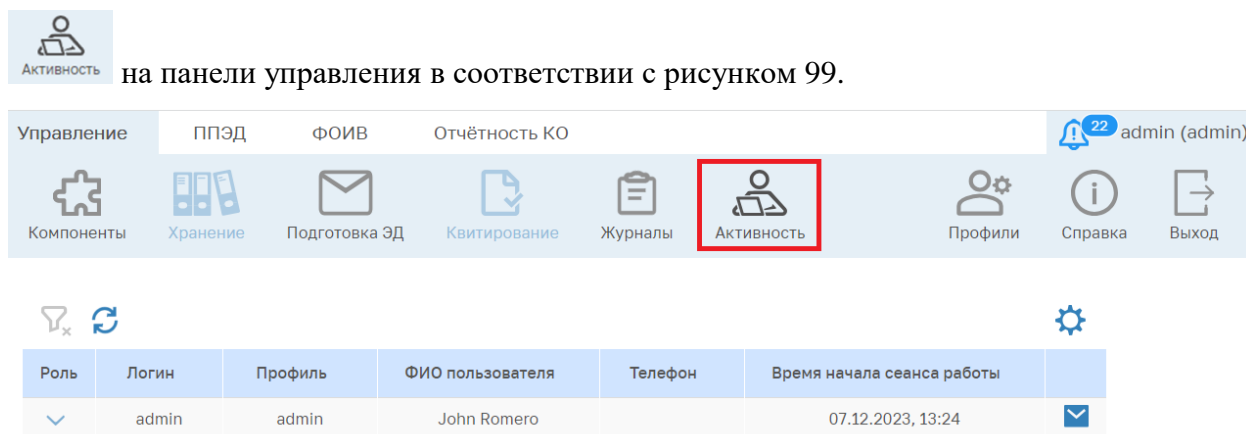 Активность на панели управления в соответствии с рисунком 99.
Управление ППЭД ФОИВ Отчётность КО 22 admin (admin)
Компоненты Хранение Подготовка ЭД Квитирование Журналы Активность Профили Справка Выход
Роль Логин Профиль ФИО пользователя Телефон Время начала сеанса работы
admin admin John Romero 07.12.2023, 13:24